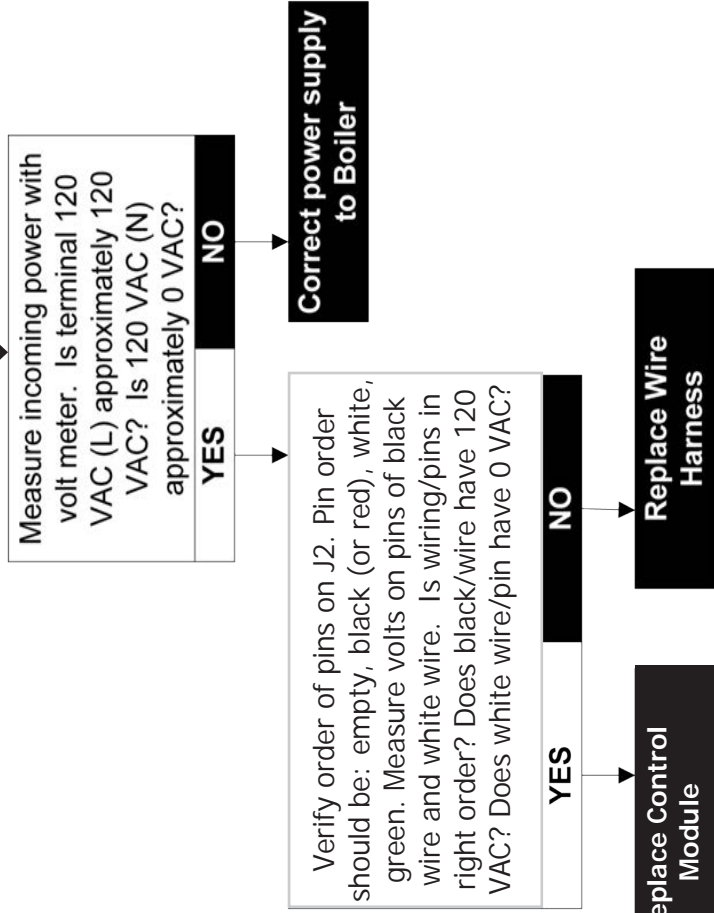 Measure incoming power with
volt meter. Is terminal 120
VAC (L) approximately 120
VAC? Is 120 VAC (N)
approximately 0 VAC?
YES
NO
Correct power supply
to Boiler
Verify order of pins on J2. Pin order
should be: empty, black (or red), white,
green. Measure volts on pins of black
wire and white wire. Is wiring/pins in
right order? Does black/wire have 120
VAC? Does white wire/pin have 0 VAC?
YES
NO
Replace Wire
Harness
eplace Control
Module